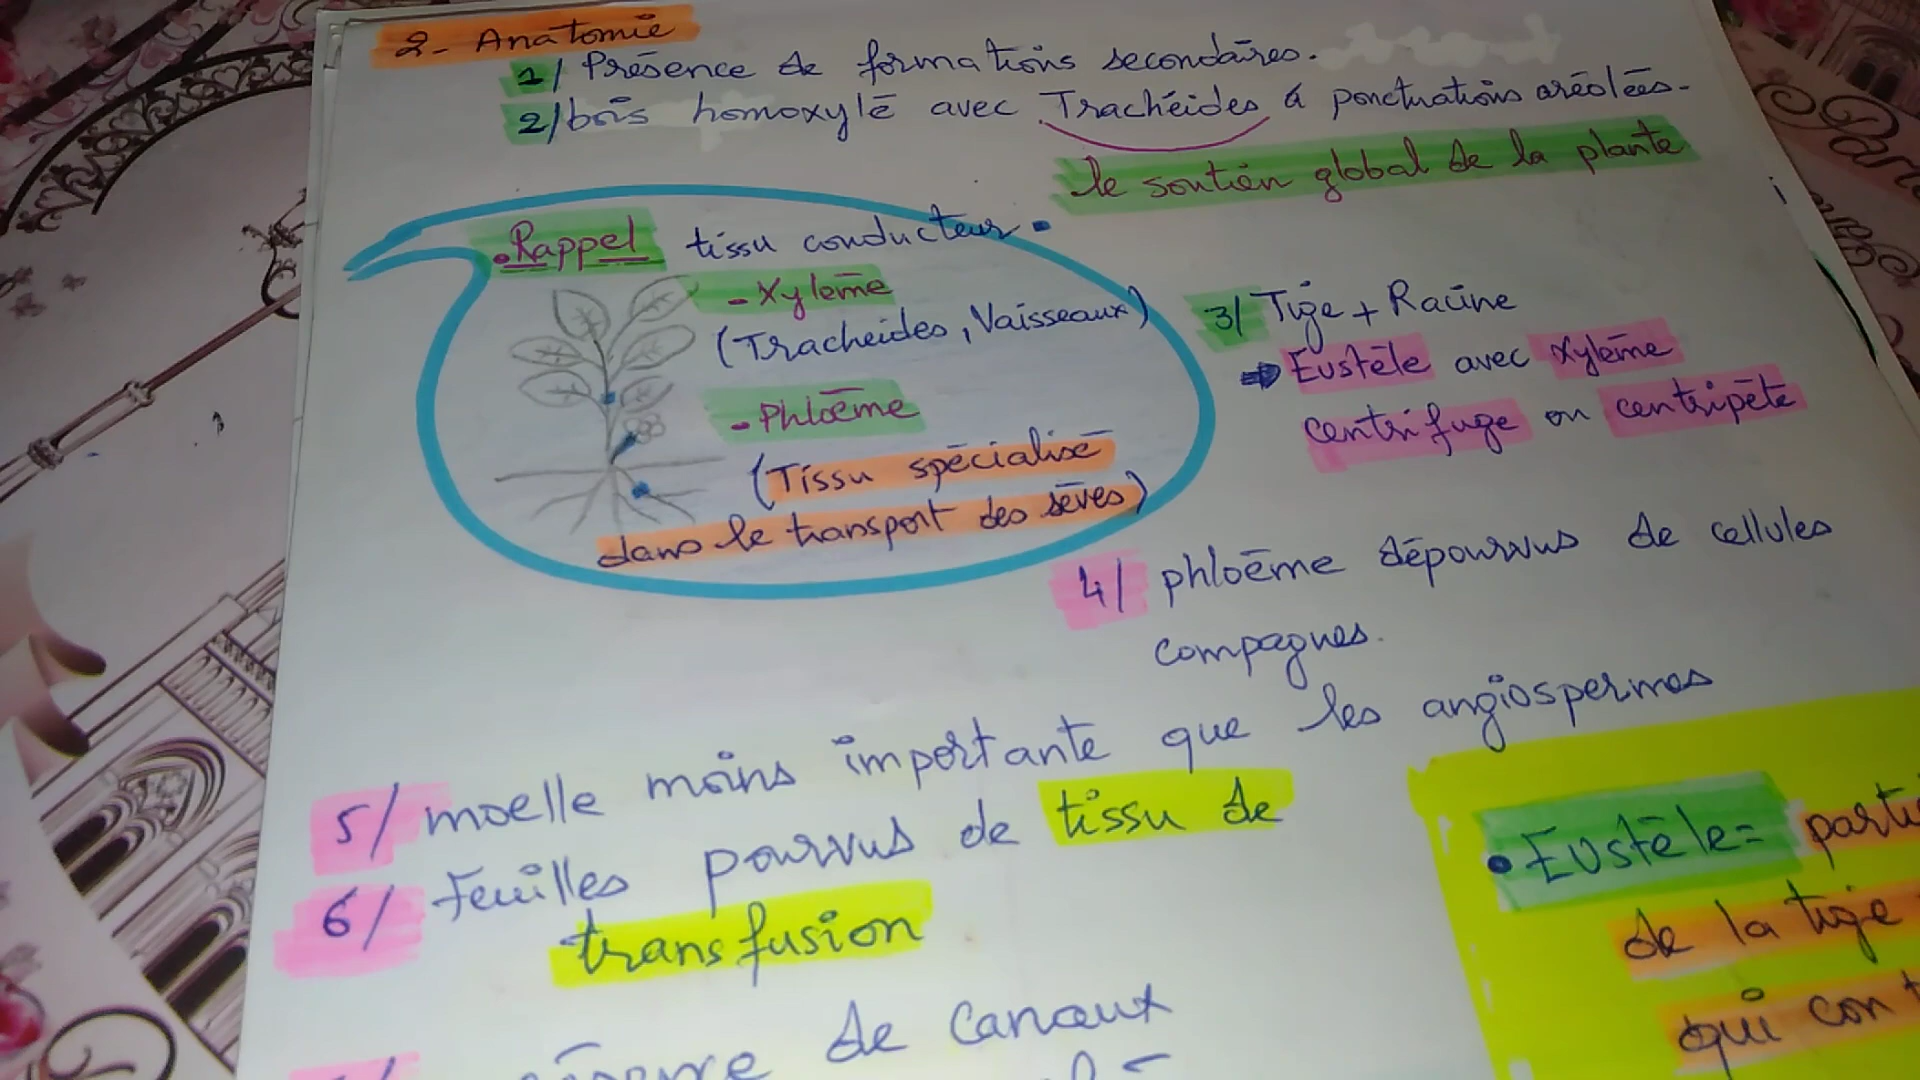 2- Anatomie
1/ Présence de formations secondaires.
2/ bois homoxylé avec Trachéides à ponctuations aréolées.
le soutien global de la plante
• Rappel tissu conducteur.
- Xylème
(Tracheides, Vaisseaux)
- Phloème
(Tissu spécialisé
dans le transport des sèves)
3/ Tige + Racine
→ Eustèle avec xylème
centrifuge ou centripète
4/ phloème dépourvus de cellules
compagnes.
5/ moelle moins importante que les angiospermes
6/ Feuilles pourvus de tissu de
transfusion
de canaux
• Eustèle = parti
de la tige
qui con